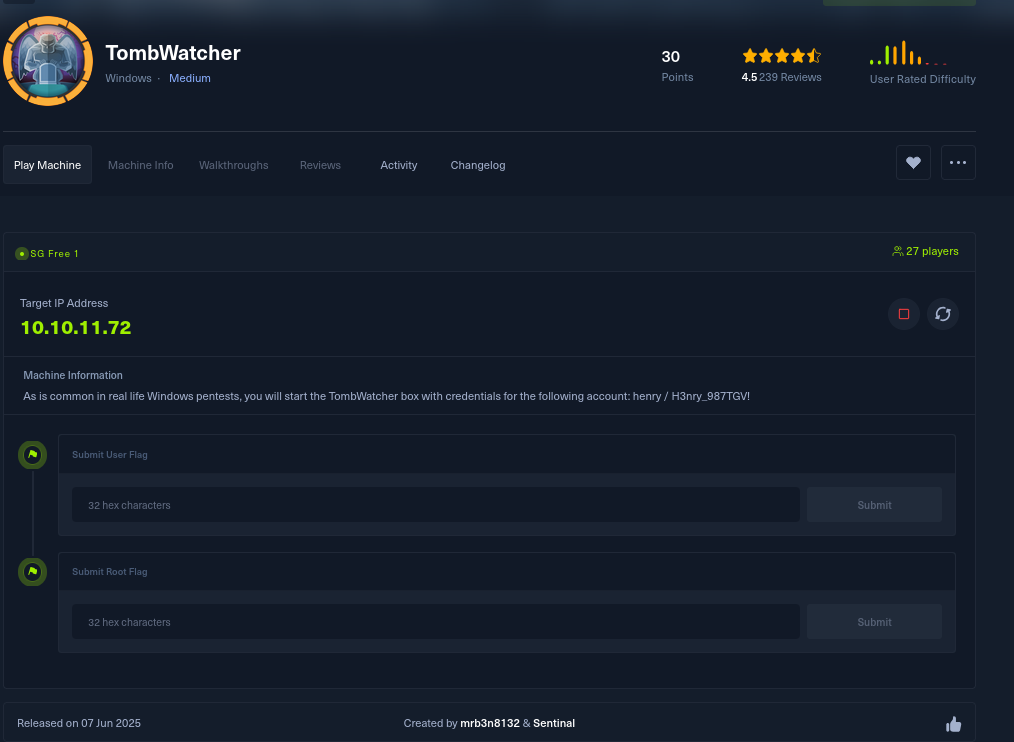 TombWatcher
Windows · Medium
30
Points
4.5 239 Reviews
User Rated Difficulty
Play Machine
Machine Info
Walkthroughs
Reviews
Activity
Changelog
SG Free 1
27 players
Target IP Address
10.10.11.72
Machine Information
As is common in real life Windows pentests, you will start the TombWatcher box with credentials for the following account: henry / H3nry_987TGV!
Submit User Flag
32 hex characters
Submit
Submit Root Flag
32 hex characters
Submit
Released on 07 Jun 2025
Created by mrb3n8132 & Sentinal